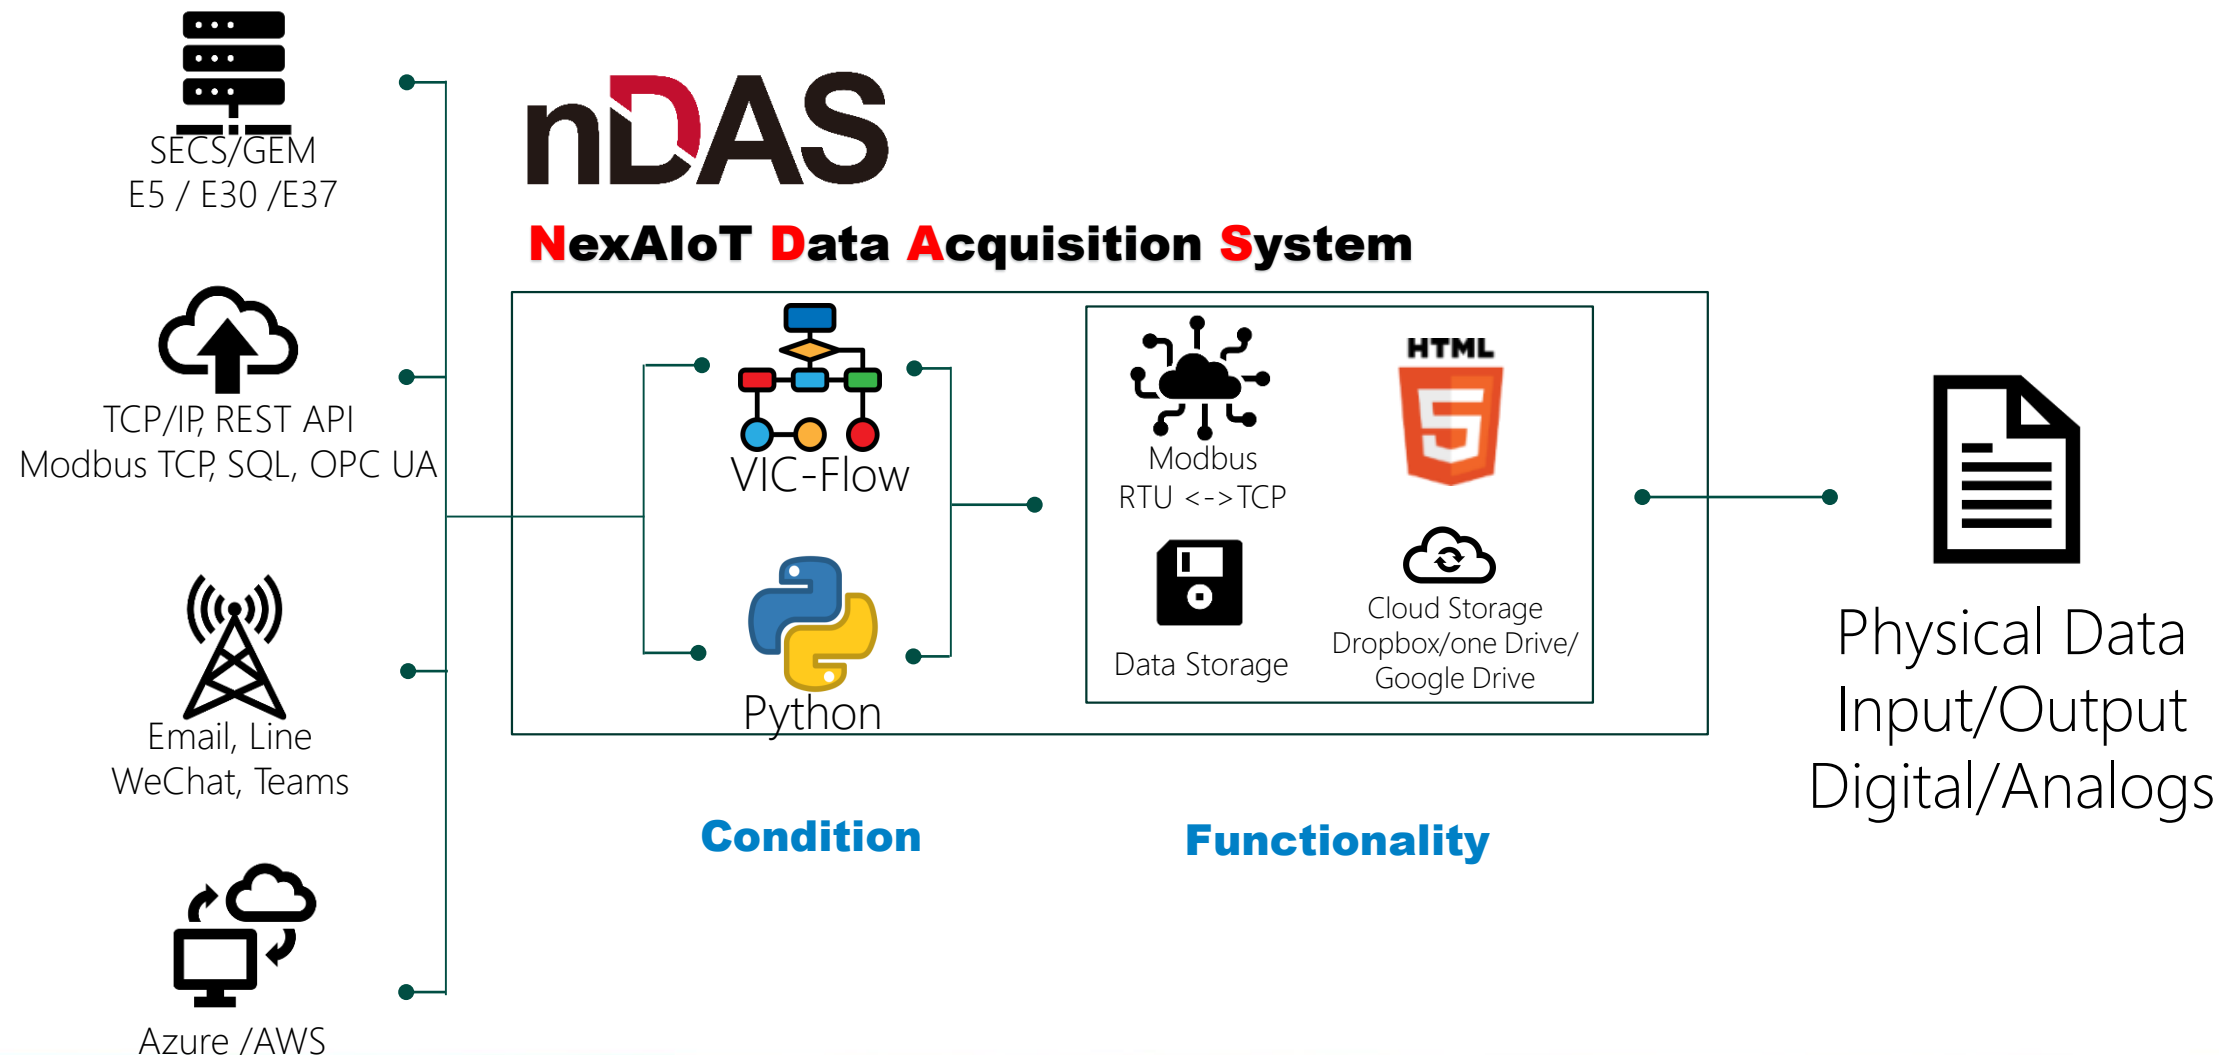 SECS/GEM
E5 / E30 /E37
TCP/IP, REST API
Modbus TCP, SQL, OPC UA
Email, Line
WeChat, Teams
Azure /AWS
nDAS
NexAIoT Data Acquisition System
VIC-Flow
Python
Modbus
RTU <->TCP
HTML
5
Data Storage
Cloud Storage
Dropbox/one Drive/
Google Drive
Condition
Functionality
Physical Data
Input/Output
Digital/Analogs